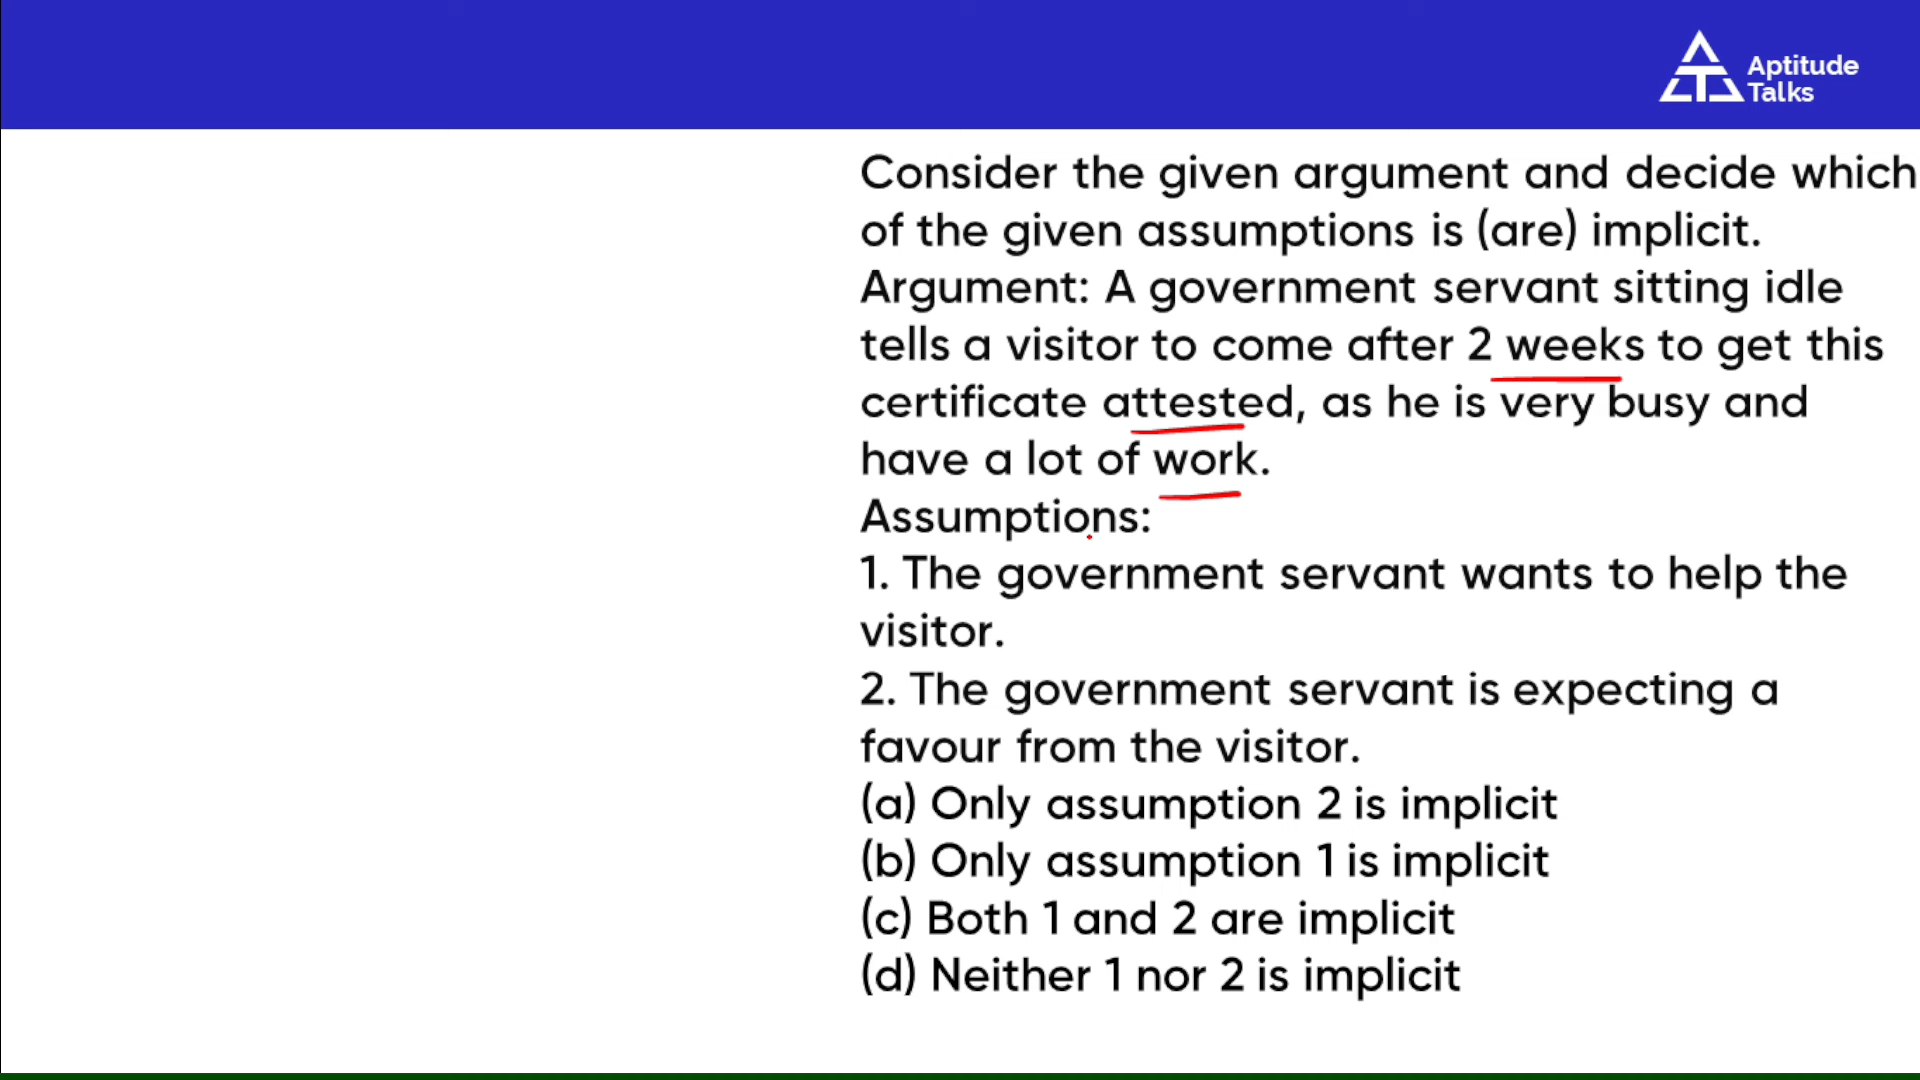 Aptitude
Talks
Consider the given argument and decide which
of the given assumptions is (are) implicit.
Argument: A government servant sitting idle
tells a visitor to come after 2 weeks to get this
certificate attested, as he is very busy and
have a lot of work.
Assumptions:
1. The government servant wants to help the
visitor.
2. The government servant is expecting a
favour from the visitor.
(a) Only assumption 2 is implicit
(b) Only assumption 1 is implicit
(c) Both 1 and 2 are implicit
(d) Neither 1 nor 2 is implicit